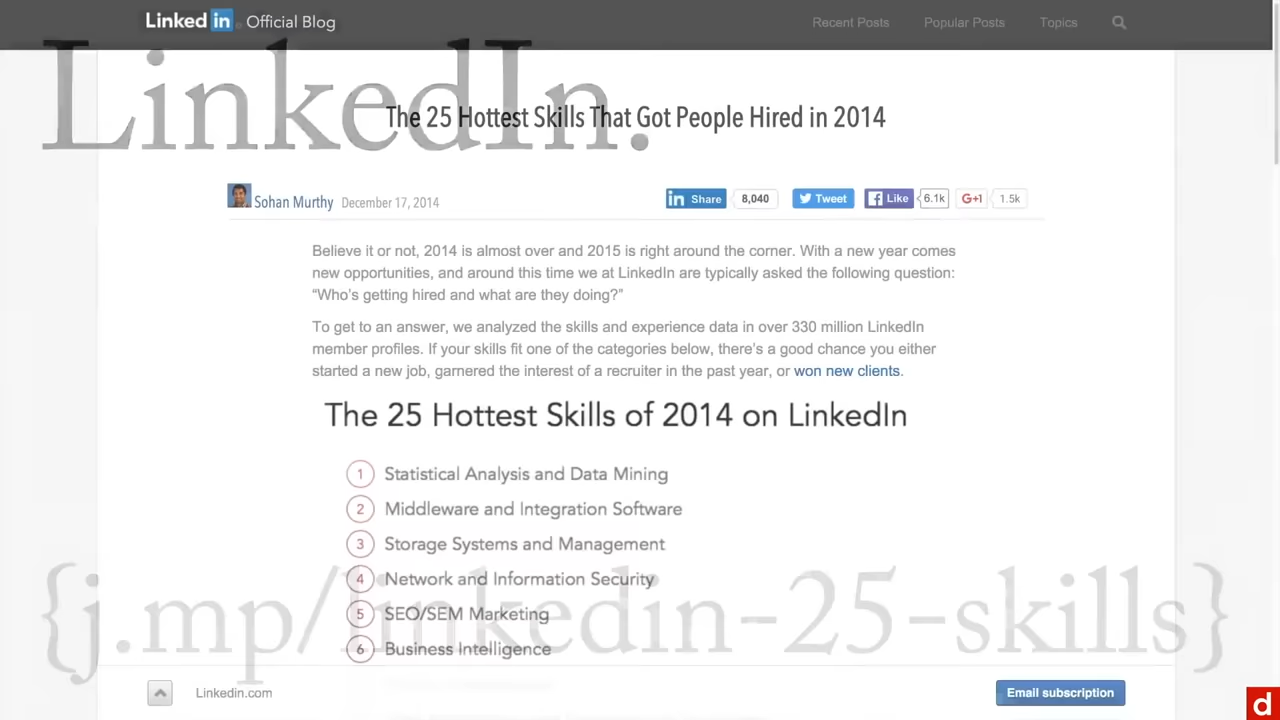 Linked in Official Blog
Recent Posts
Popular Posts
Topics
LinkedIn.
The 25 Hottest Skills That Got People Hired in 2014
Sohan Murthy December 17, 2014
in Share 8,040 Tweet Like 6.1k G+1 1.5k
Believe it or not, 2014 is almost over and 2015 is right around the corner. With a new year comes
new opportunities, and around this time we at LinkedIn are typically asked the following question:
“Who’s getting hired and what are they doing?”
To get to an answer, we analyzed the skills and experience data in over 330 million LinkedIn
member profiles. If your skills fit one of the categories below, there’s a good chance you either
started a new job, garnered the interest of a recruiter in the past year, or won new clients.
The 25 Hottest Skills of 2014 on LinkedIn
1 Statistical Analysis and Data Mining
2 Middleware and Integration Software
3 Storage Systems and Management
4 Network and Information Security
5 SEO/SEM Marketing
6 Business Intelligence
{j.mp/linkedin-25-skills}
Linkedin.com
Email subscription
d